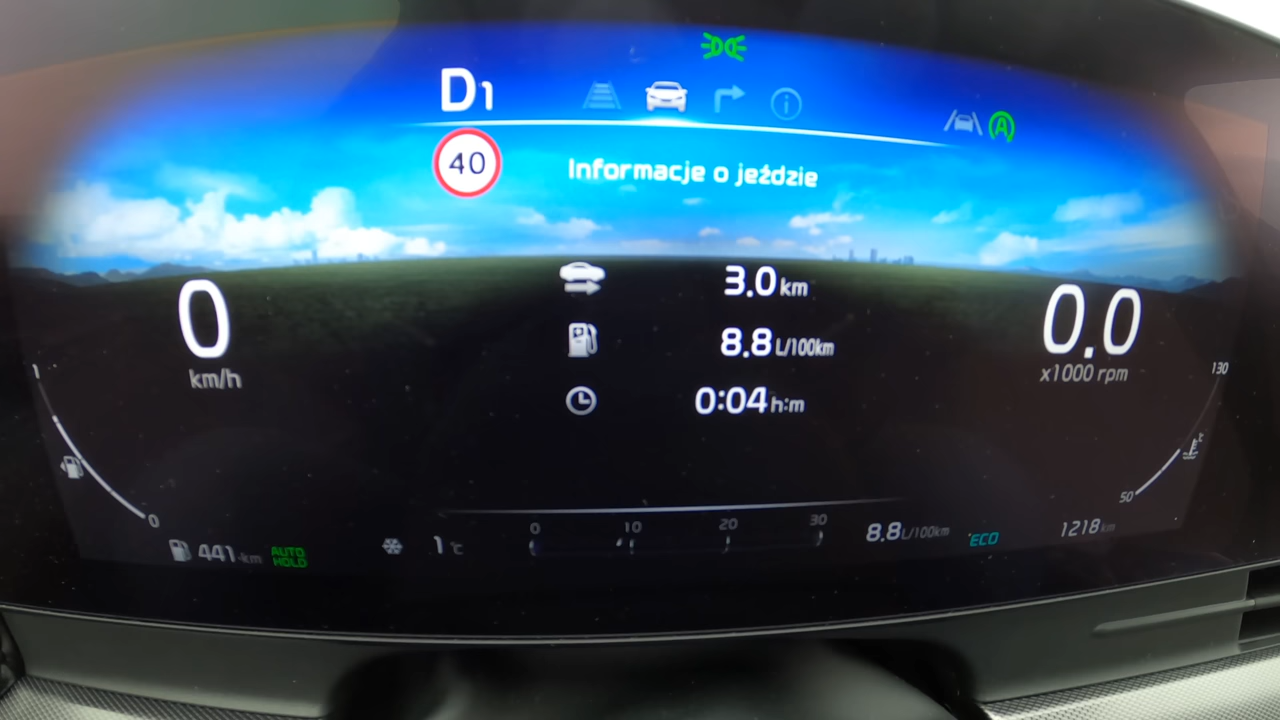 D1
A
40
Informacje o jeździe
3.0 km
0
km/h
8.8 L/100km
0.0
x1000 rpm
0:04 h:m
1
0
130
50
0 10 20 30
441 km
AUTO HOLD
1 °C
8.8 L/100km
ECO
1218 km